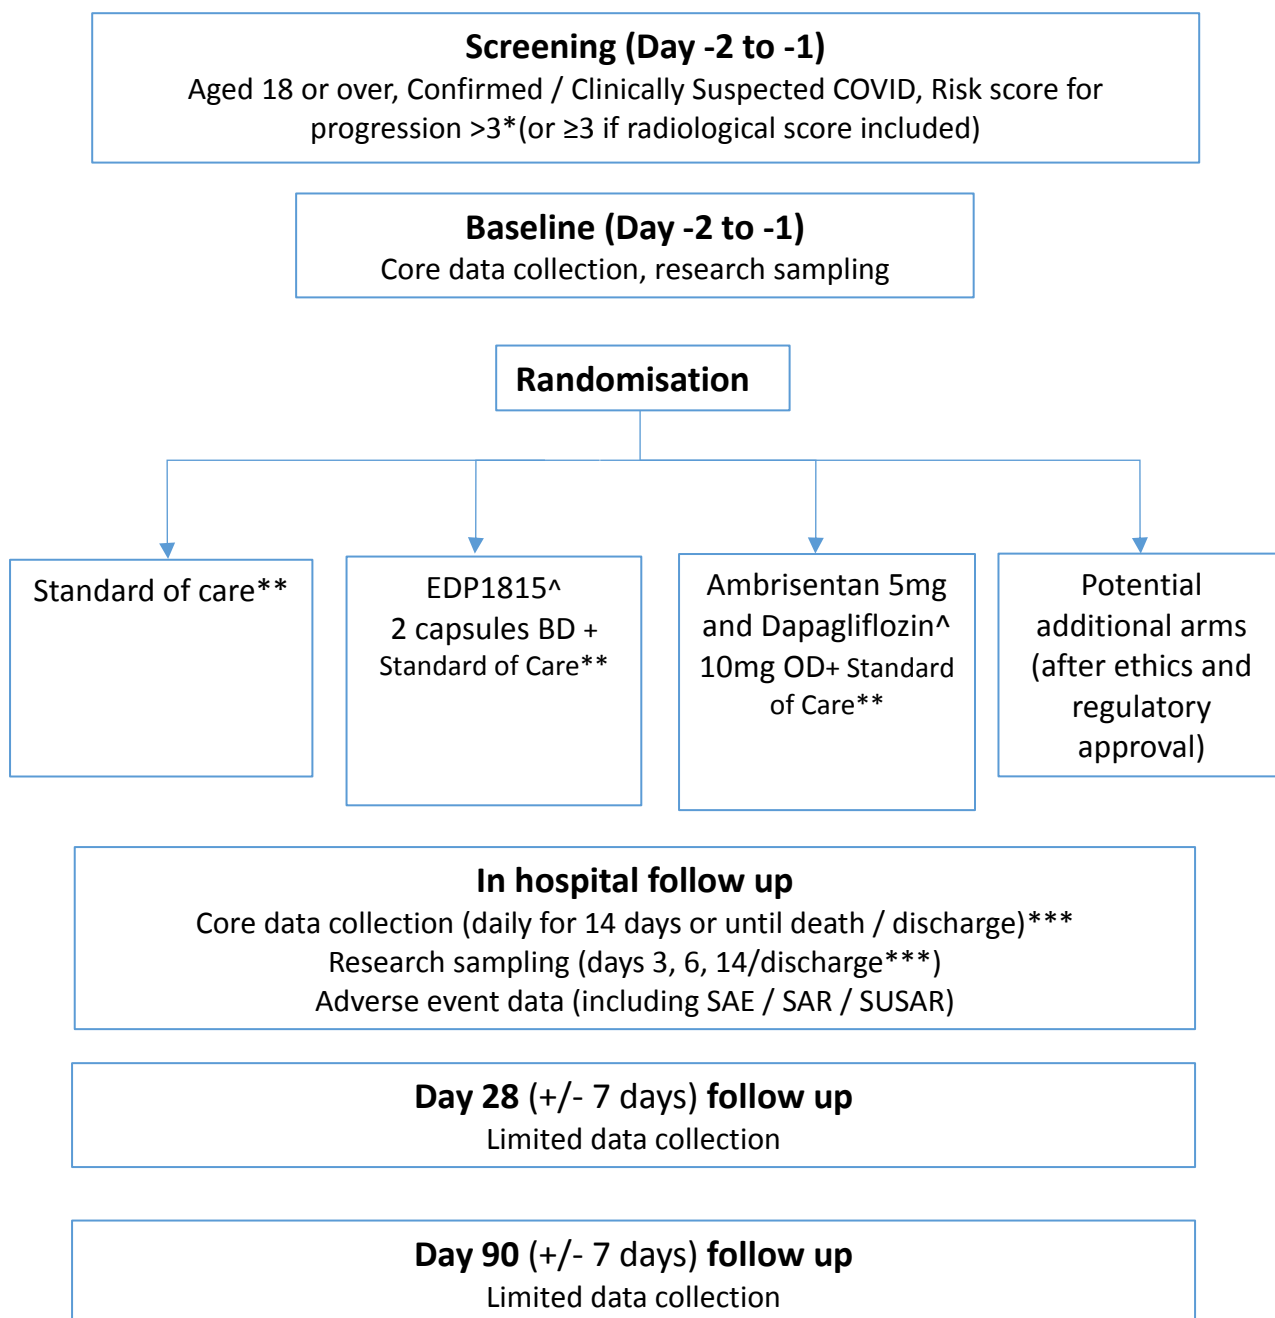 Screening (Day -2 to -1)
Aged 18 or over, Confirmed / Clinically Suspected COVID, Risk score for
progression >3*(or ≥3 if radiological score included)
Baseline (Day -2 to -1)
Core data collection, research sampling
Randomisation
Standard of care**
EDP1815^
2 capsules BD +
Standard of Care**
Ambrisentan 5mg
and Dapagliflozin^
10mg OD+ Standard
of Care**
Potential
additional arms
(after ethics and
regulatory
approval)
In hospital follow up
Core data collection (daily for 14 days or until death / discharge)***
Research sampling (days 3, 6, 14/discharge***)
Adverse event data (including SAE / SAR / SUSAR)
Day 28 (+/- 7 days) follow up
Limited data collection
Day 90 (+/- 7 days) follow up
Limited data collection